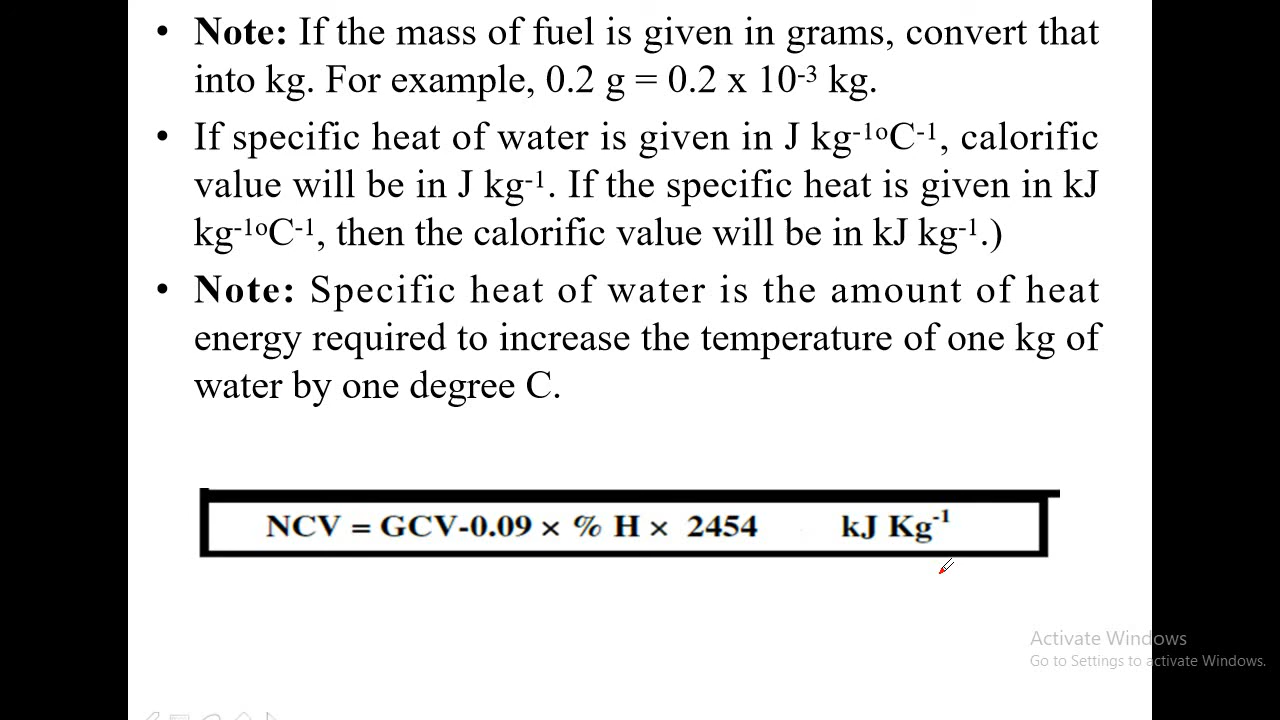 • Note: If the mass of fuel is given in grams, convert that
into kg. For example, 0.2 g = 0.2 x 10⁻³ kg.
• If specific heat of water is given in J kg⁻¹ᵒC⁻¹, calorific
value will be in J kg⁻¹. If the specific heat is given in kJ
kg⁻¹ᵒC⁻¹, then the calorific value will be in kJ kg⁻¹.)
• Note: Specific heat of water is the amount of heat
energy required to increase the temperature of one kg of
water by one degree C.
NCV = GCV-0.09 × % H × 2454 kJ Kg⁻¹
Activate Windows
Go to Settings to activate Windows.